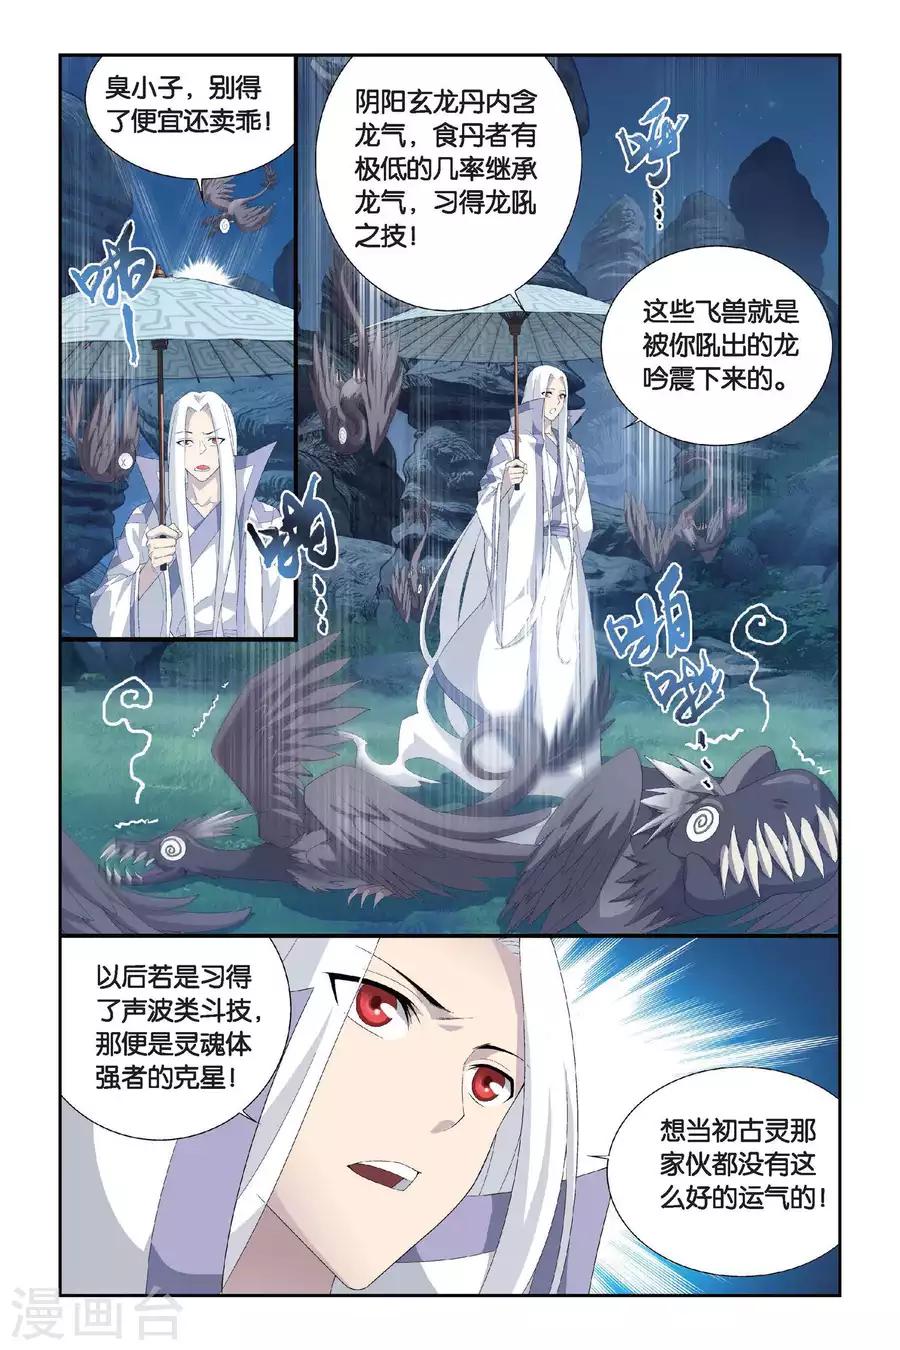 臭小子，别得
了便宜还卖乖！
阴阳玄龙丹内含
龙气，食丹者有
极低的几率继承
龙气，习得龙吼
之技！
这些飞兽就是
被你吼出的龙
吟震下来的。
啪
啪
啦
以后若是习得
了声波类斗技，
那便是灵魂体
强者的克星！
想当初古灵那
家伙都没有这
么好的运气的！
漫画台